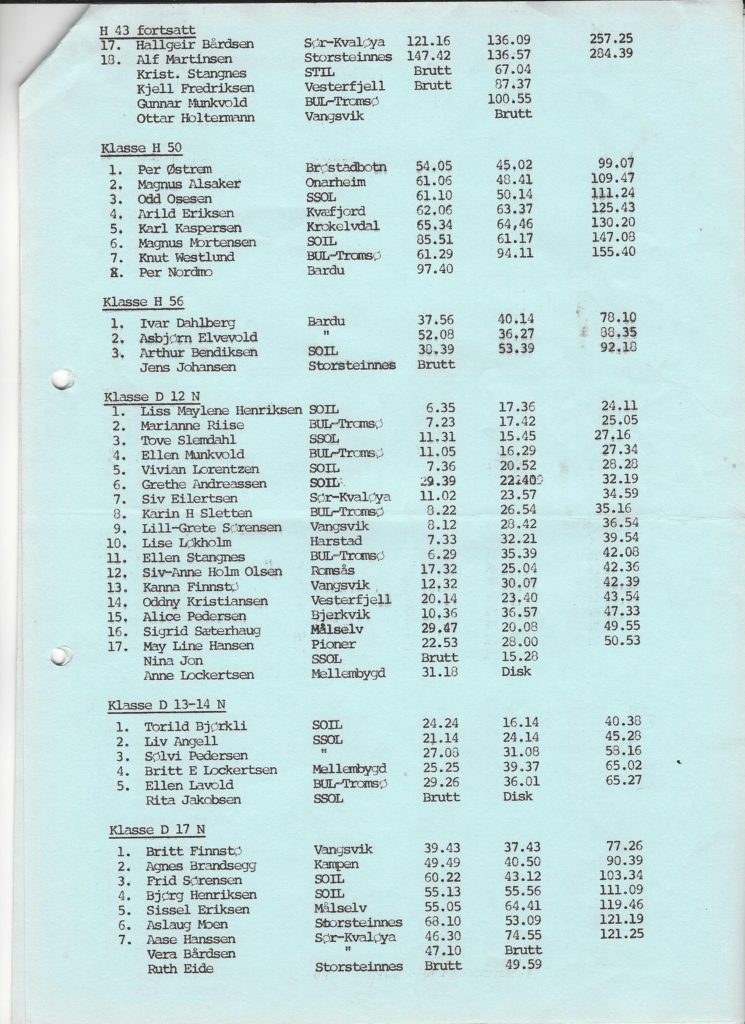 H 43 fortsatt
17. Hallgeir Bårdsen Sør-Kvaløya 121.16 136.09 257.25
18. Alf Martinsen Storsteinnes 147.42 136.57 284.39
Krist. Stangnes STIL Brutt 67.04
Kjell Fredriksen Vesterfjell Brutt 87.37
Gunnar Munkvold BUL-Tromsø 100.55
Ottar Holtermann Vangsvik Brutt
Klasse H 50
1. Per Østrem Brøstadbotn 54.05 45.02 99.07
2. Magnus Alsaker Onarheim 61.06 48.41 109.47
3. Odd Osesen SSOL 61.10 50.14 111.24
4. Arild Eriksen Kvæfjord 62.06 63.37 125.43
5. Karl Kaspersen Krokelvdal 65.34 64,46 130.20
6. Magnus Mortensen SOIL 85.51 61.17 147.08
7. Knut Westlund BUL-Tromsø 61.29 94.11 155.40
8. Per Nordmo Bardu 97.40
Klasse H 56
1. Ivar Dahlberg Bardu 37.56 40.14 78.10
2. Asbjørn Elvevold " 52.08 36.27 88.35
3. Arthur Bendiksen SOIL 38.39 53.39 92.18
Jens Johansen Storsteinnes Brutt
Klasse D 12 N
1. Liss Maylene Henriksen SOIL 6.35 17.36 24.11
2. Marianne Riise BUL-Tromsø 7.23 17.42 25.05
3. Tove Slemdahl SSOL 11.31 15.45 27.16
4. Ellen Munkvold BUL-Tromsø 11.05 16.29 27.34
5. Vivian Lorentzen SOIL 7.36 20.52 28.28
6. Grethe Andreassen SOIL 9.39 22.40 32.19
7. Siv Eilertsen Sør-Kvaløya 11.02 23.57 34.59
8. Karin H Sletten BUL-Tromsø 8.22 26.54 35.16
9. Lill-Grete Sørensen Vangsvik 8.12 28.42 36.54
10. Lise Løkholm Harstad 7.33 32.21 39.54
11. Ellen Stangnes BUL-Tromsø 6.29 35.39 42.08
12. Siv-Anne Holm Olsen Romsås 17.32 25.04 42.36
13. Kanna Finnstø Vangsvik 12.32 30.07 42.39
14. Oddny Kristiansen Vesterfjell 20.14 23.40 43.54
15. Alice Pedersen Bjerkvik 10.36 36.57 47.33
16. Sigrid Sæterhaug Målselv 29.47 20.08 49.55
17. May Line Hansen Pioner 22.53 28.00 50.53
Nina Jon SSOL Brutt 15.28
Anne Lockertsen Mellembygd 31.18 Disk
Klasse D 13-14 N
1. Torild Bjørkli SOIL 24.24 16.14 40.38
2. Liv Angell SSOL 21.14 24.14 45.28
3. Sølvi Pedersen " 27.08 31.08 58.16
4. Britt E Lockertsen Mellembygd 25.25 39.37 65.02
5. Ellen Lavold BUL-Tromsø 29.26 36.01 65.27
Rita Jakobsen SSOL Brutt Disk
Klasse D 17 N
1. Britt Finnstø Vangsvik 39.43 37.43 77.26
2. Agnes Brandsegg Kampen 49.49 40.50 90.39
3. Frid Sørensen SOIL 60.22 43.12 103.34
4. Bjørg Henriksen SOIL 55.13 55.56 111.09
5. Sissel Eriksen Målselv 55.05 64.41 119.46
6. Aslaug Moen Storsteinnes 68.10 53.09 121.19
7. Aase Hanssen Sør-Kvaløya 46.30 74.55 121.25
Vera Bårdsen " 47.10 Brutt
Ruth Eide Storsteinnes Brutt 49.59